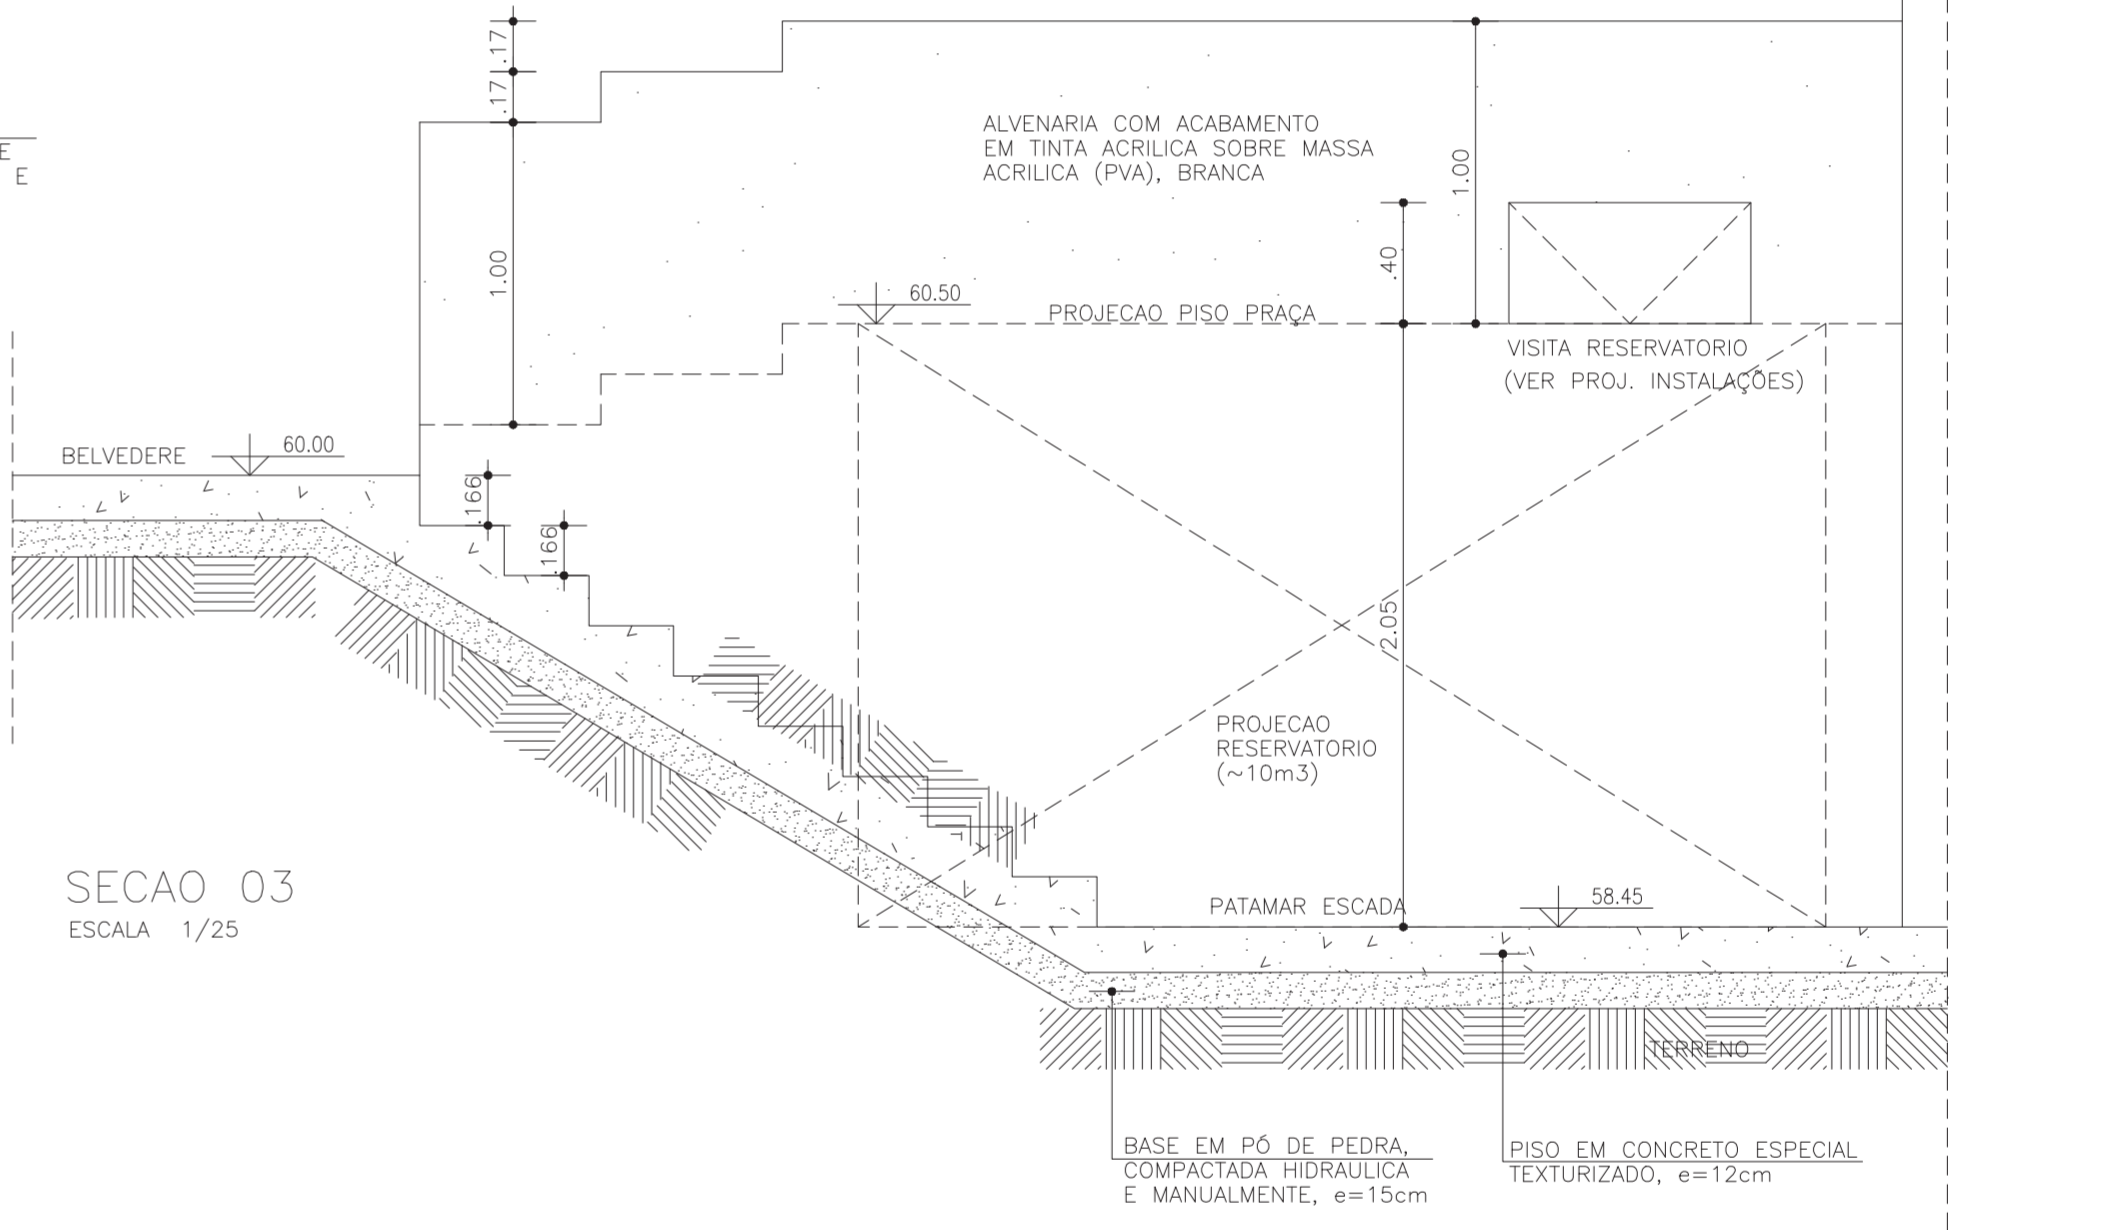 .17
.17
E
E
ALVENARIA COM ACABAMENTO
EM TINTA ACRILICA SOBRE MASSA
ACRILICA (PVA), BRANCA
1.00
1.00
.40
60.50
PROJECAO PISO PRAÇA
VISITA RESERVATORIO
(VER PROJ. INSTALAÇÕES)
BELVEDERE
60.00
.166
.166
2.05
PROJECAO
RESERVATORIO
(~10m3)
SECAO 03
ESCALA 1/25
PATAMAR ESCADA
58.45
TERRENO
BASE EM PÓ DE PEDRA,
COMPACTADA HIDRAULICA
E MANUALMENTE, e=15cm
PISO EM CONCRETO ESPECIAL
TEXTURIZADO, e=12cm